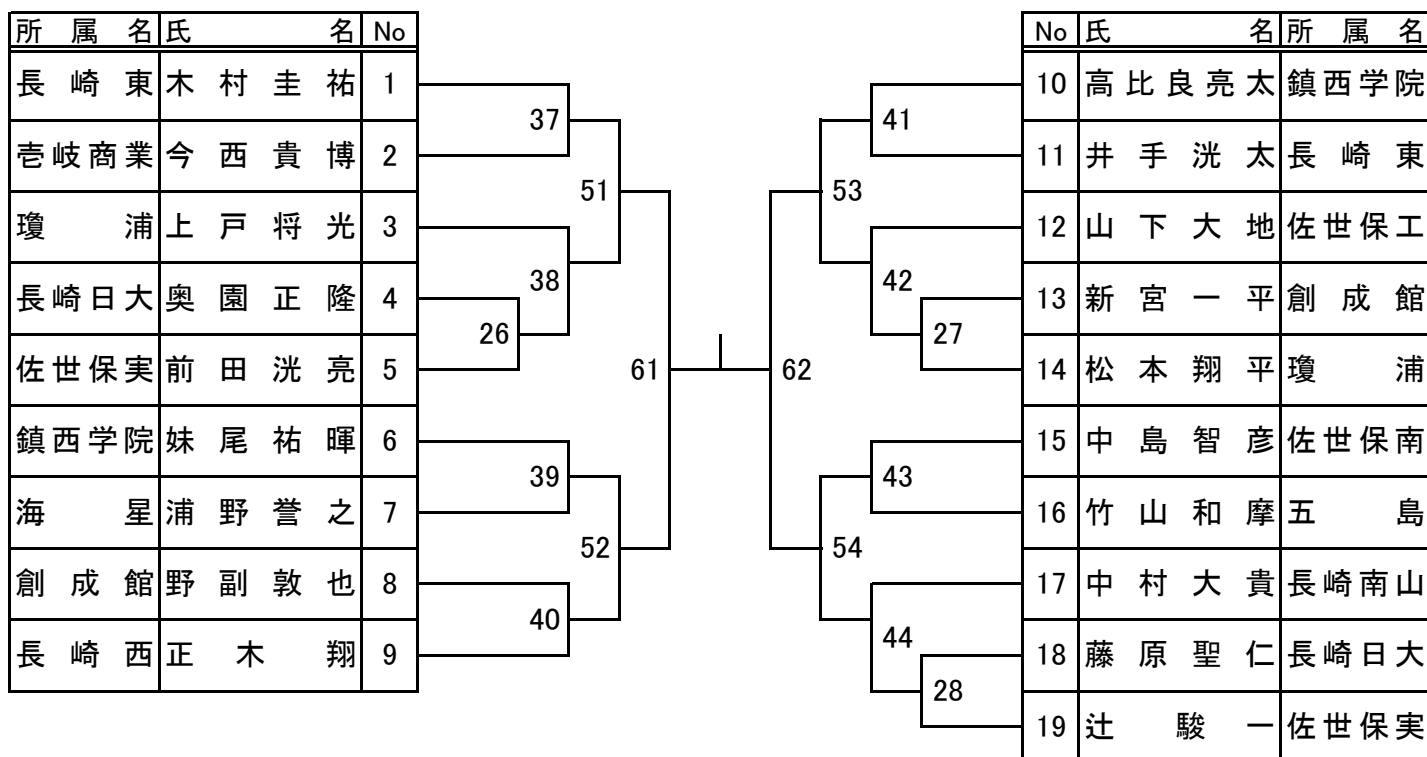 所属名 氏名 No
長崎東 木村圭祐 1
壱岐商業 今西貴博 2
瓊浦 上戸将光 3
長崎日大 奥園正隆 4
佐世保実 前田洸亮 5
鎮西学院 妹尾祐暉 6
海星 浦野誉之 7
創成館 野副敦也 8
長崎西 正木翔 9
37
51
38
26
61
39
52
40
41
53
42
27
62
43
54
44
28
No 氏名 所属名
10 高比良亮太 鎮西学院
11 井手洸太 長崎東
12 山下大地 佐世保工
13 新宮一平 創成館
14 松本翔平 瓊浦
15 中島智彦 佐世保南
16 竹山和摩 五島
17 中村大貴 長崎南山
18 藤原聖仁 長崎日大
19 辻駿一 佐世保実